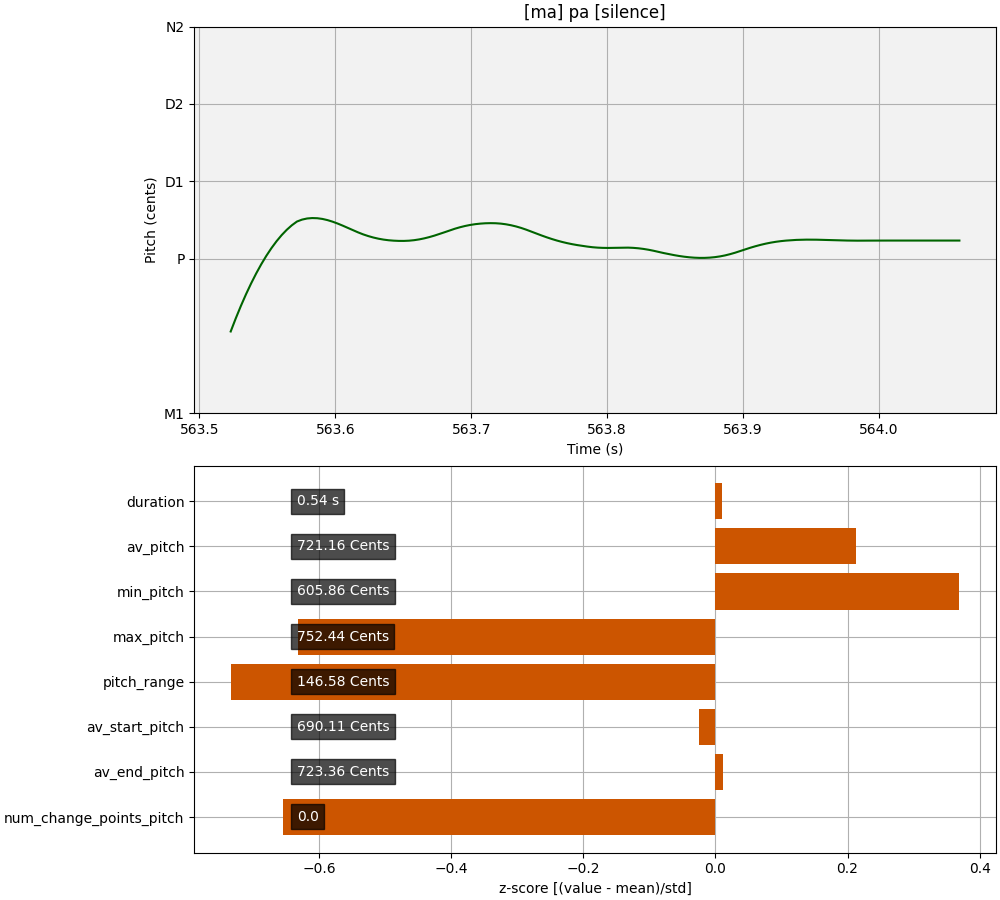 [ma] pa [silence]
N2
D2
D1
P
M1
Pitch (cents)
563.5 563.6 563.7 563.8 563.9 564.0
Time (s)
duration 0.54 s
av_pitch 721.16 Cents
min_pitch 605.86 Cents
max_pitch 752.44 Cents
pitch_range 146.58 Cents
av_start_pitch 690.11 Cents
av_end_pitch 723.36 Cents
num_change_points_pitch 0.0
−0.6 −0.4 −0.2 0.0 0.2 0.4
z-score [(value - mean)/std]